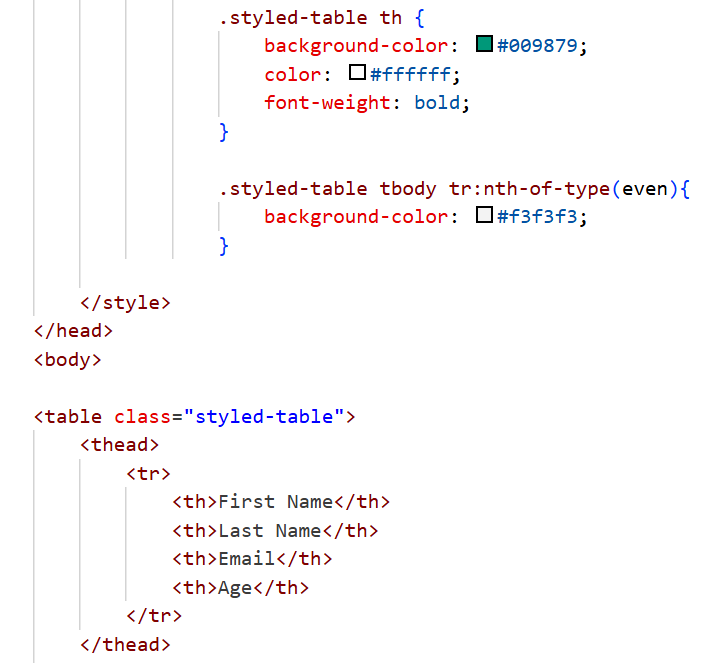 .styled-table th {
background-color: #009879;
color: #ffffff;
font-weight: bold;
}
.styled-table tbody tr:nth-of-type(even){
background-color: #f3f3f3;
}
</style>
</head>
<body>
<table class="styled-table">
<thead>
<tr>
<th>First Name</th>
<th>Last Name</th>
<th>Email</th>
<th>Age</th>
</tr>
</thead>